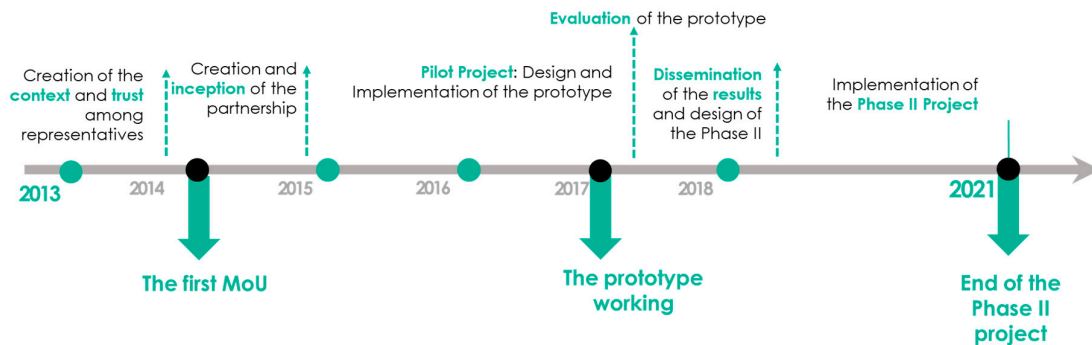 Creation of the
context and trust
among
representatives
Creation and
inception of the
partnership
Pilot Project: Design and
Implementation of the prototype
Evaluation of the prototype
Dissemination
of the results
and design of
the Phase II
Implementation of
the Phase II Project
2013
2014
2015
2016
2017
2018
2021
The first MoU
The prototype
working
End of the
Phase II
project